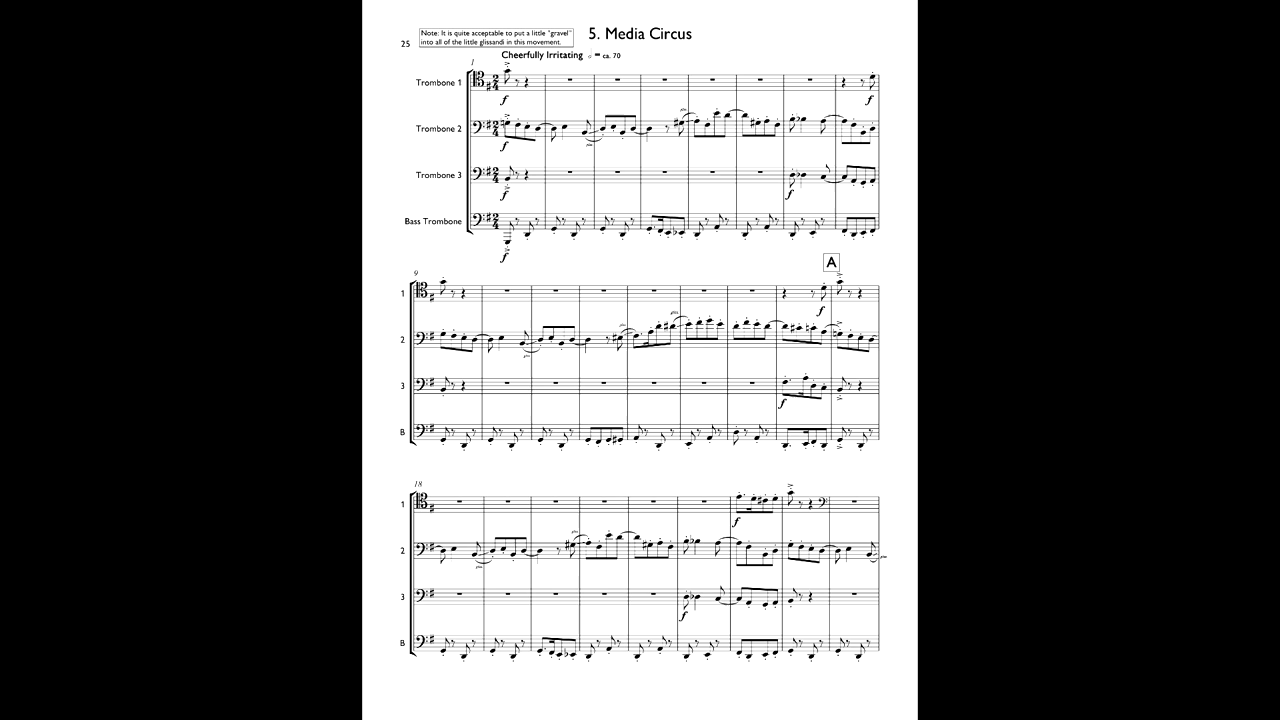 Note: It is quite acceptable to put a little "gravel"
into all of the little glissandi in this movement.
5. Media Circus
25
Cheerfully Irritating = ca. 70
1
Trombone 1
f
f
Trombone 2
f
Trombone 3
f
f
Bass Trombone
f
A
9
1
f
2
3
f
B
18
1
f
2
3
f
B